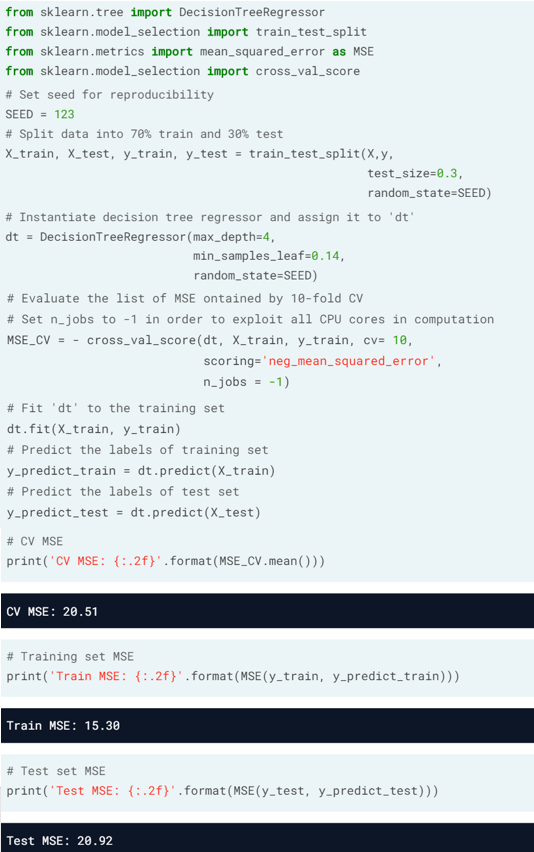 from sklearn.tree import DecisionTreeRegressor
from sklearn.model_selection import train_test_split
from sklearn.metrics import mean_squared_error as MSE
from sklearn.model_selection import cross_val_score
# Set seed for reproducibility
SEED = 123
# Split data into 70% train and 30% test
X_train, X_test, y_train, y_test = train_test_split(X,y,
test_size=0.3,
random_state=SEED)
# Instantiate decision tree regressor and assign it to 'dt'
dt = DecisionTreeRegressor(max_depth=4,
min_samples_leaf=0.14,
random_state=SEED)
# Evaluate the list of MSE ontained by 10-fold CV
# Set n_jobs to -1 in order to exploit all CPU cores in computation
MSE_CV = - cross_val_score(dt, X_train, y_train, cv= 10,
scoring='neg_mean_squared_error',
n_jobs = -1)
# Fit 'dt' to the training set
dt.fit(X_train, y_train)
# Predict the labels of training set
y_predict_train = dt.predict(X_train)
# Predict the labels of test set
y_predict_test = dt.predict(X_test)
# CV MSE
print('CV MSE: {:.2f}'.format(MSE_CV.mean()))
CV MSE: 20.51
# Training set MSE
print('Train MSE: {:.2f}'.format(MSE(y_train, y_predict_train)))
Train MSE: 15.30
# Test set MSE
print('Test MSE: {:.2f}'.format(MSE(y_test, y_predict_test)))
Test MSE: 20.92